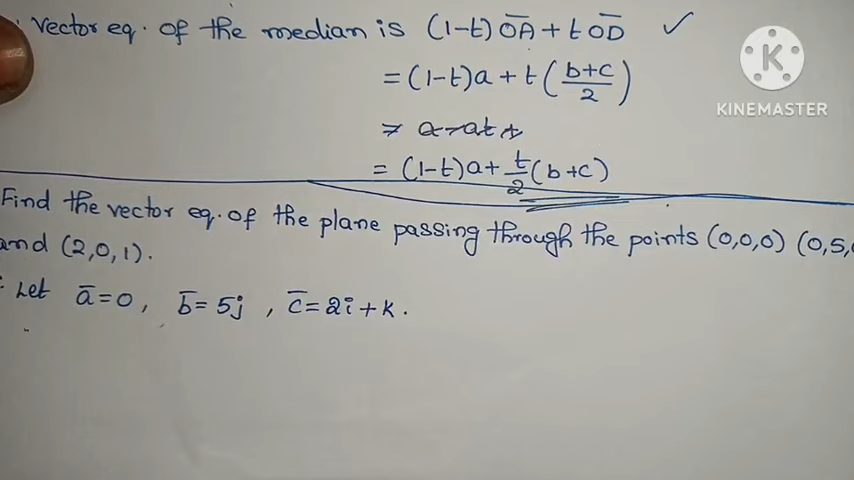 Vector eq. of the median is (1-t) OA̅ + t OD̅ ✓
= (1-t)a + t(b+c/2)
= (1-t)a + t/2 (b+c)
Find the vector eq. of the plane passing through the points (0,0,0) (0,5,
and (2,0,1).
: Let a̅ = 0, b̅ = 5j, c̅ = 2i + k.
KINEMASTER